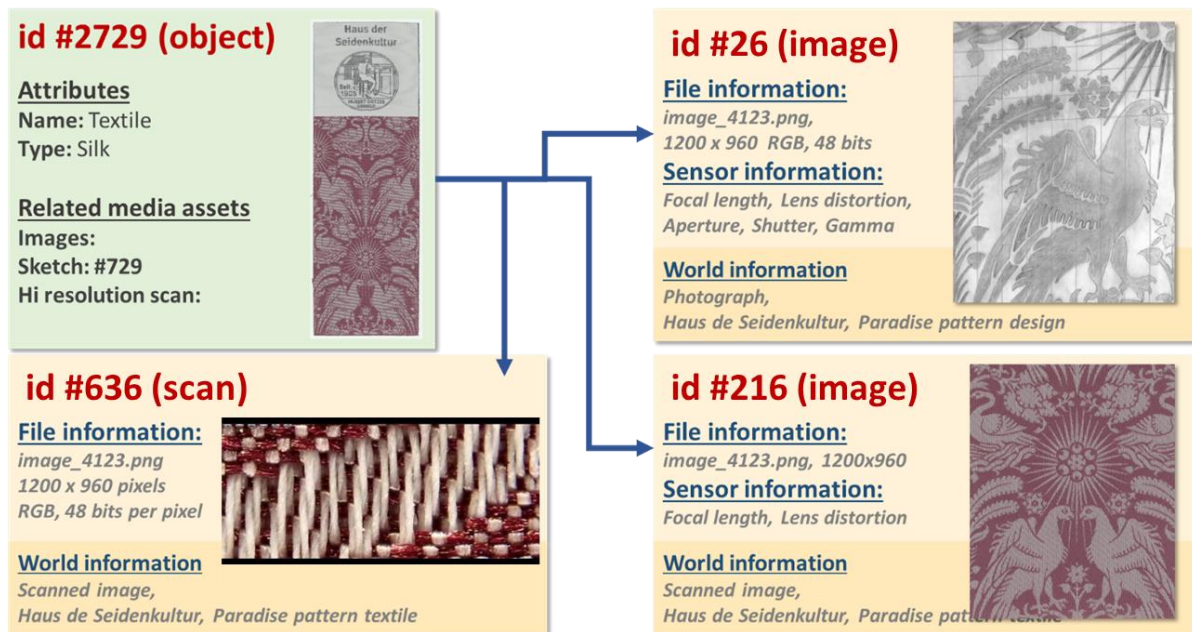 id #2729 (object)
Attributes
Name: Textile
Type: Silk
Related media assets
Images:
Sketch: #729
Hi resolution scan:
Haus der
Seidenkultur
Seit
1905
id #26 (image)
File information:
image_4123.png,
1200 x 960 RGB, 48 bits
Sensor information:
Focal length, Lens distortion,
Aperture, Shutter, Gamma
World information
Photograph,
Haus de Seidenkultur, Paradise pattern design
id #636 (scan)
File information:
image_4123.png
1200 x 960 pixels
RGB, 48 bits per pixel
World information
Scanned image,
Haus de Seidenkultur, Paradise pattern textile
id #216 (image)
File information:
image_4123.png, 1200x960
Sensor information:
Focal length, Lens distortion
World information
Scanned image,
Haus de Seidenkultur, Paradise pattern textile